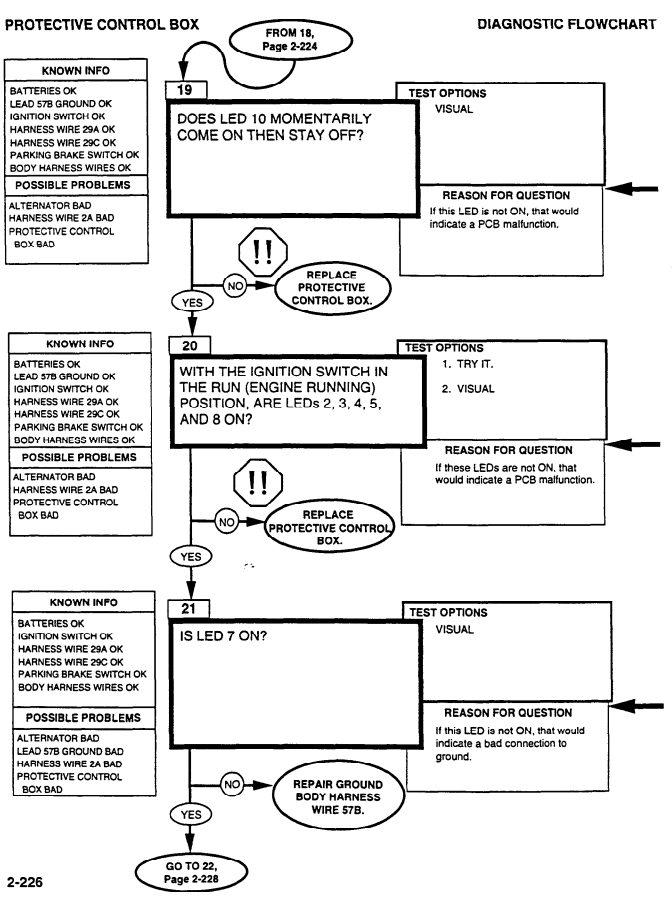 PROTECTIVE CONTROL BOX
DIAGNOSTIC FLOWCHART
FROM 18,
Page 2-224
KNOWN INFO
BATTERIES OK
LEAD 57B GROUND OK
IGNITION SWITCH OK
HARNESS WIRE 29A OK
HARNESS WIRE 29C OK
PARKING BRAKE SWITCH OK
BODY HARNESS WIRES OK
POSSIBLE PROBLEMS
ALTERNATOR BAD
HARNESS WIRE 2A BAD
PROTECTIVE CONTROL
BOX BAD
19
DOES LED 10 MOMENTARILY
COME ON THEN STAY OFF?
TEST OPTIONS
VISUAL
REASON FOR QUESTION
If this LED is not ON, that would
indicate a PCB malfunction.
!!
NO
REPLACE
PROTECTIVE
CONTROL BOX.
YES
KNOWN INFO
BATTERIES OK
LEAD 57B GROUND OK
IGNITION SWITCH OK
HARNESS WIRE 29A OK
HARNESS WIRE 29C OK
PARKING BRAKE SWITCH OK
BODY HARNESS WIRES OK
POSSIBLE PROBLEMS
ALTERNATOR BAD
HARNESS WIRE 2A BAD
PROTECTIVE CONTROL
BOX BAD
20
WITH THE IGNITION SWITCH IN
THE RUN (ENGINE RUNNING)
POSITION, ARE LEDs 2, 3, 4, 5,
AND 8 ON?
TEST OPTIONS
1. TRY IT.
2. VISUAL
REASON FOR QUESTION
If these LEDs are not ON, that
would indicate a PCB malfunction.
!!
NO
REPLACE
PROTECTIVE CONTROL
BOX.
YES
KNOWN INFO
BATTERIES OK
IGNITION SWITCH OK
HARNESS WIRE 29A OK
HARNESS WIRE 29C OK
PARKING BRAKE SWITCH OK
BODY HARNESS WIRES OK
POSSIBLE PROBLEMS
ALTERNATOR BAD
LEAD 57B GROUND BAD
HARNESS WIRE 2A BAD
PROTECTIVE CONTROL
BOX BAD
21
IS LED 7 ON?
TEST OPTIONS
VISUAL
REASON FOR QUESTION
If this LED is not ON, that would
indicate a bad connection to
ground.
NO
REPAIR GROUND
BODY HARNESS
WIRE 57B.
YES
GO TO 22,
Page 2-228
2-226